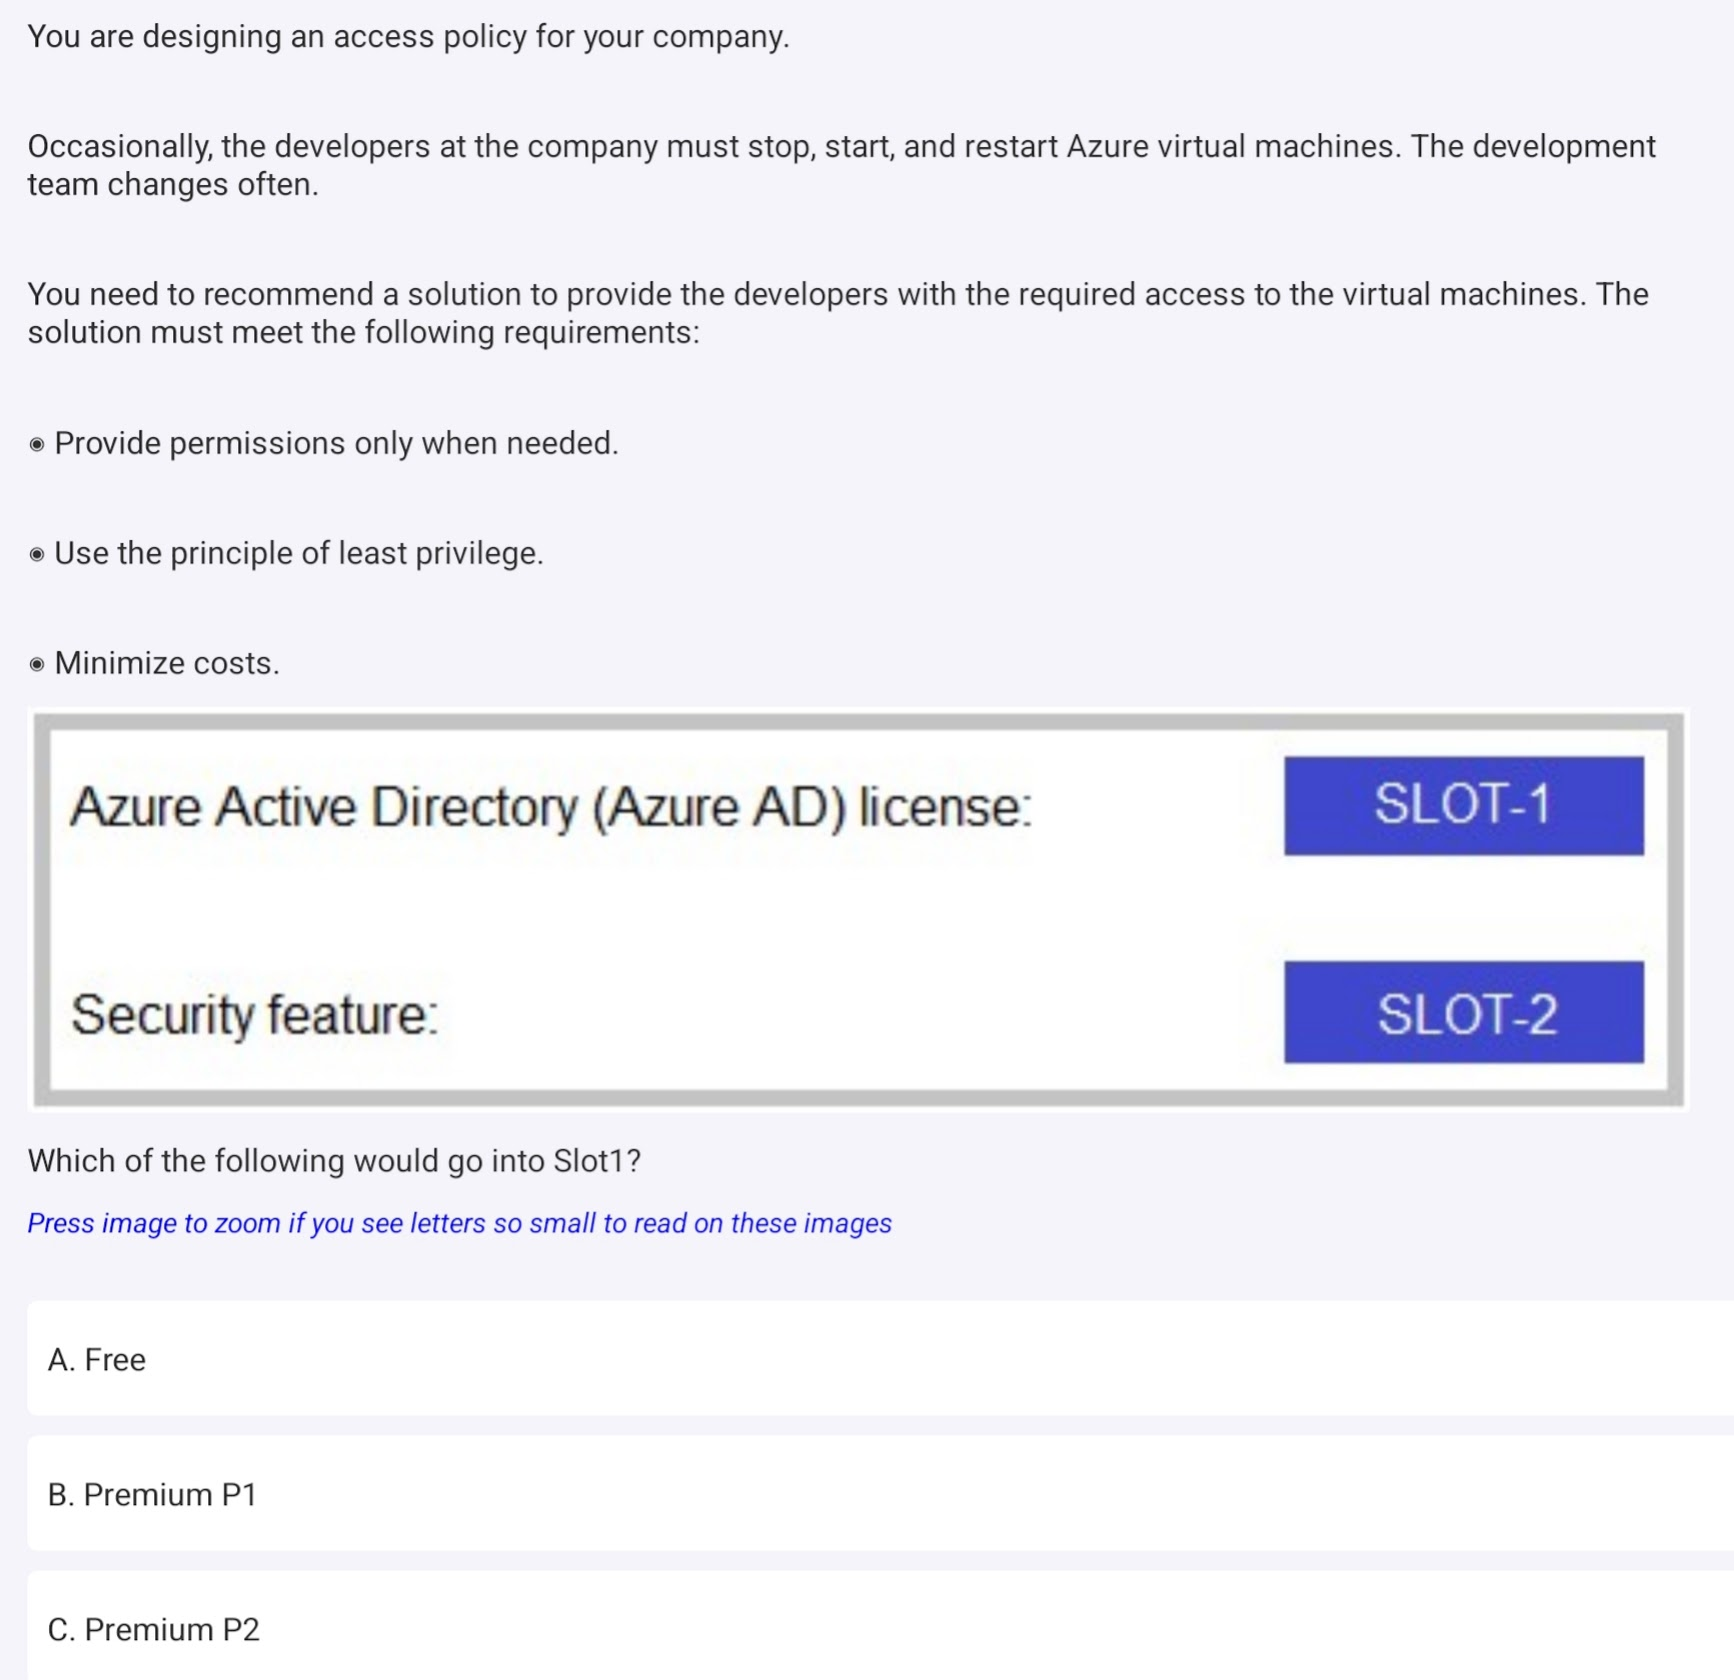 You are designing an access policy for your company.
Occasionally, the developers at the company must stop, start, and restart Azure virtual machines. The development
team changes often.
You need to recommend a solution to provide the developers with the required access to the virtual machines. The
solution must meet the following requirements:
◉ Provide permissions only when needed.
◉ Use the principle of least privilege.
◉ Minimize costs.
Azure Active Directory (Azure AD) license: SLOT-1
Security feature: SLOT-2
Which of the following would go into Slot1?
Press image to zoom if you see letters so small to read on these images
A. Free
B. Premium P1
C. Premium P2